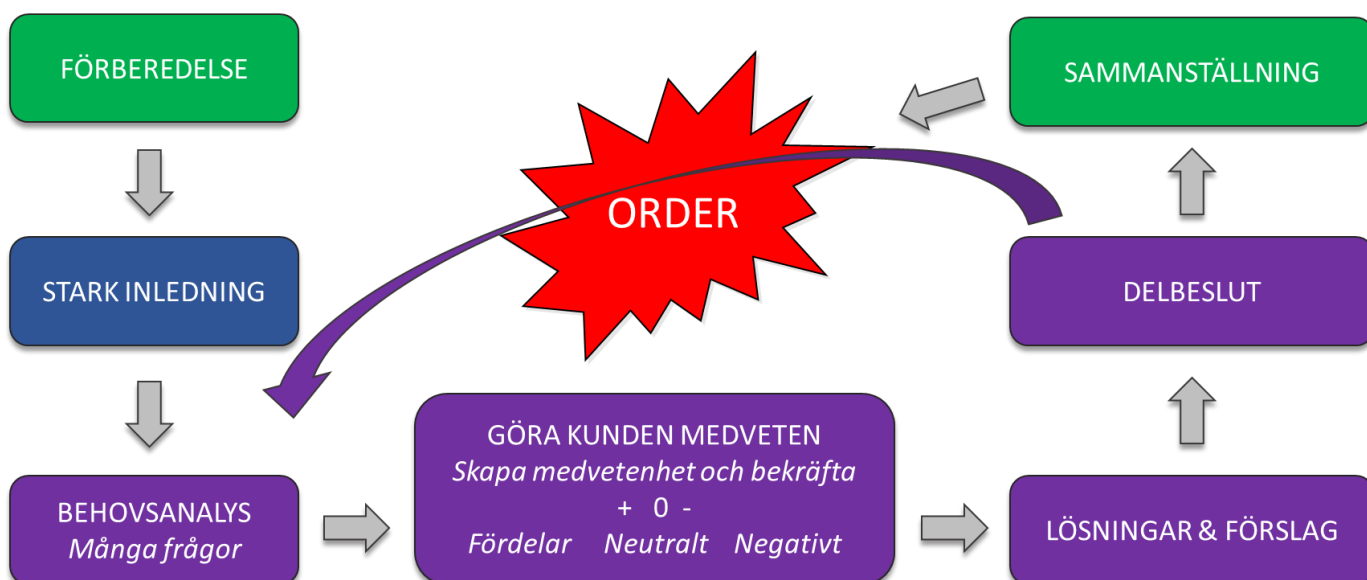 FÖRBEREDELSE
STARK INLEDNING
BEHOVSANALYS
Många frågor
GÖRA KUNDEN MEDVETEN
Skapa medvetenhet och bekräfta
+ 0 -
Fördelar Neutralt Negativt
LÖSNINGAR & FÖRSLAG
DELBESLUT
SAMMANSTÄLLNING
ORDER